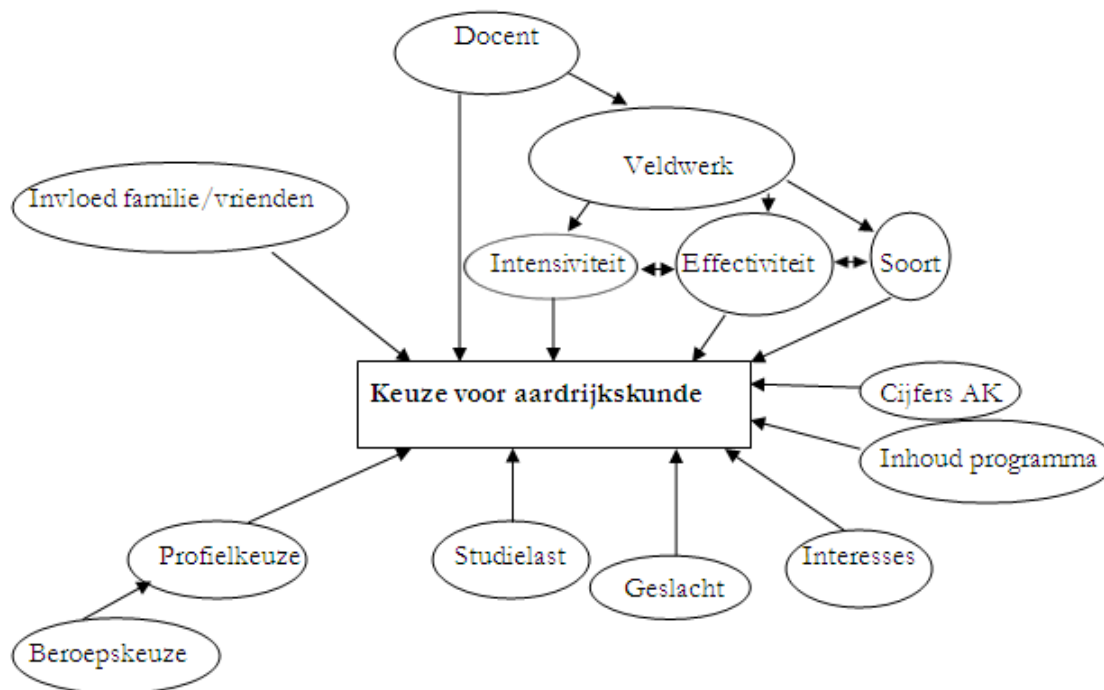 Docent
Veldwerk
Invloed familie/vrienden
Intensiviteit
Effectiviteit
Soort
Keuze voor aardrijkskunde
Cijfers AK
Inhoud programma
Profielkeuze
Studielast
Geslacht
Interesses
Beroepskeuze